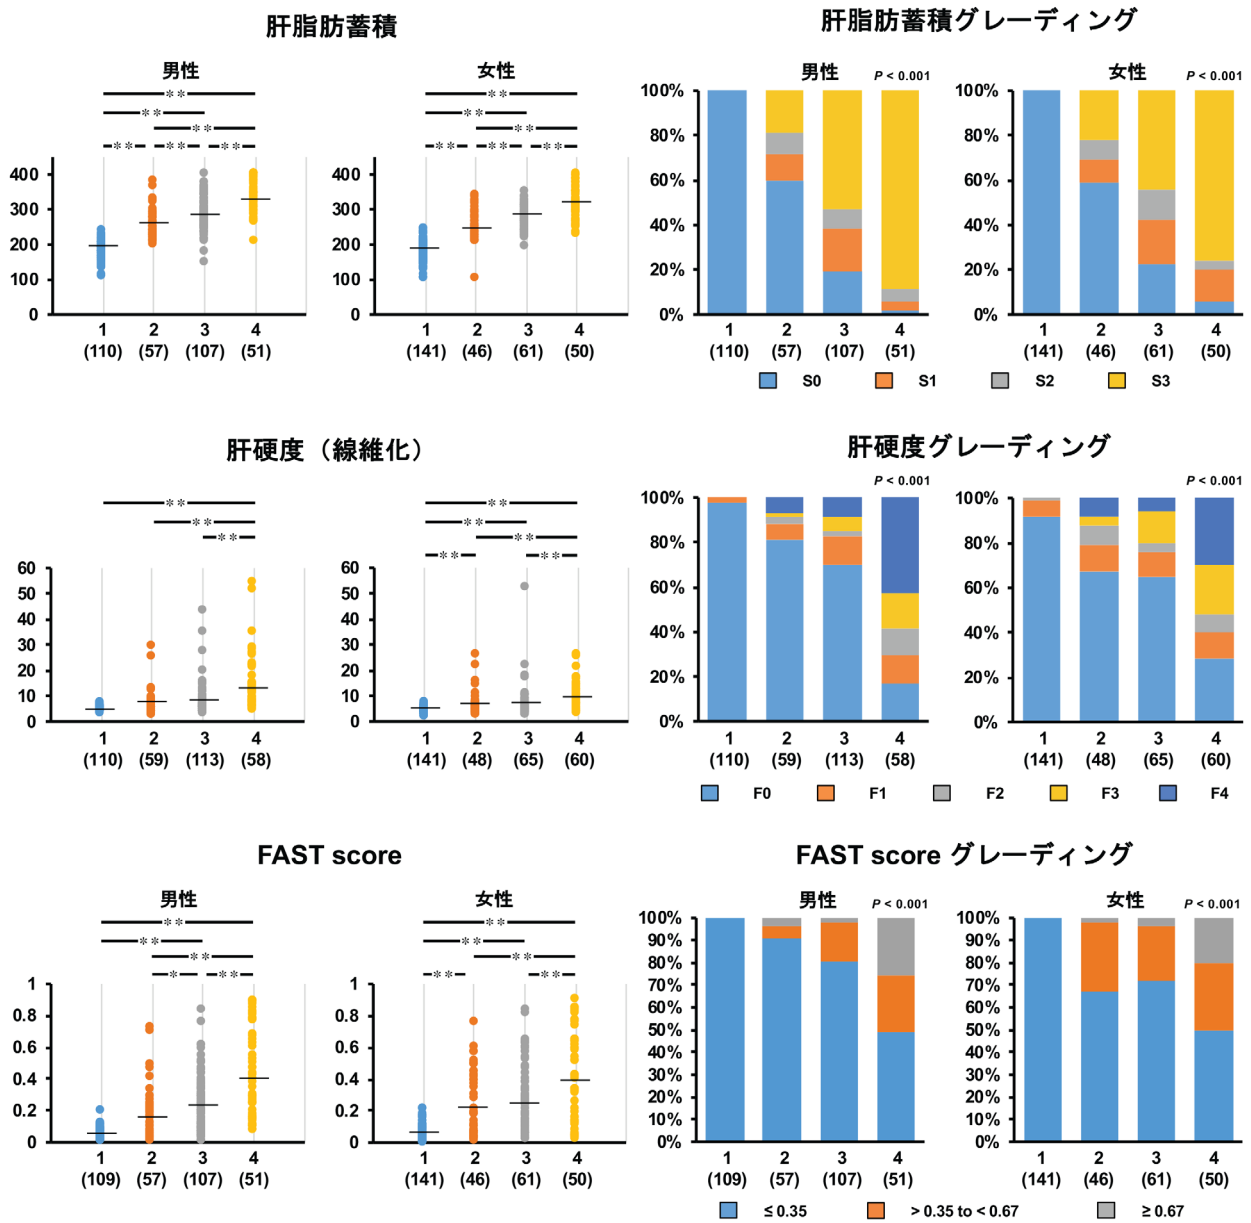 肝脂肪蓄積
男性
女性
** ** ** ** ** **
** ** ** ** ** **
400
300
200
100
0
400
300
200
100
0
1 2 3 4
(110) (57) (107) (51)
1 2 3 4
(141) (46) (61) (50)
肝脂肪蓄積グレーディング
男性
P < 0.001
女性
P < 0.001
100%
80%
60%
40%
20%
0%
100%
80%
60%
40%
20%
0%
1 2 3 4
(110) (57) (107) (51)
1 2 3 4
(141) (46) (61) (50)
S0 S1 S2 S3
肝硬度（線維化）
** ** **
** ** ** ** **
60
50
40
30
20
10
0
60
50
40
30
20
10
0
1 2 3 4
(110) (59) (113) (58)
1 2 3 4
(141) (48) (65) (60)
肝硬度グレーディング
P < 0.001
P < 0.001
100%
80%
60%
40%
20%
0%
100%
80%
60%
40%
20%
0%
1 2 3 4
(110) (59) (113) (58)
1 2 3 4
(141) (48) (65) (60)
F0 F1 F2 F3 F4
FAST score
男性
女性
** ** ** * **
** ** ** ** **
1
0.8
0.6
0.4
0.2
0
1
0.8
0.6
0.4
0.2
0
1 2 3 4
(109) (57) (107) (51)
1 2 3 4
(141) (46) (61) (50)
FAST score グレーディング
男性
P < 0.001
女性
P < 0.001
100%
90%
80%
70%
60%
50%
40%
30%
20%
10%
0%
100%
90%
80%
70%
60%
50%
40%
30%
20%
10%
0%
1 2 3 4
(109) (57) (107) (51)
1 2 3 4
(141) (46) (61) (50)
≤ 0.35 > 0.35 to < 0.67 ≥ 0.67